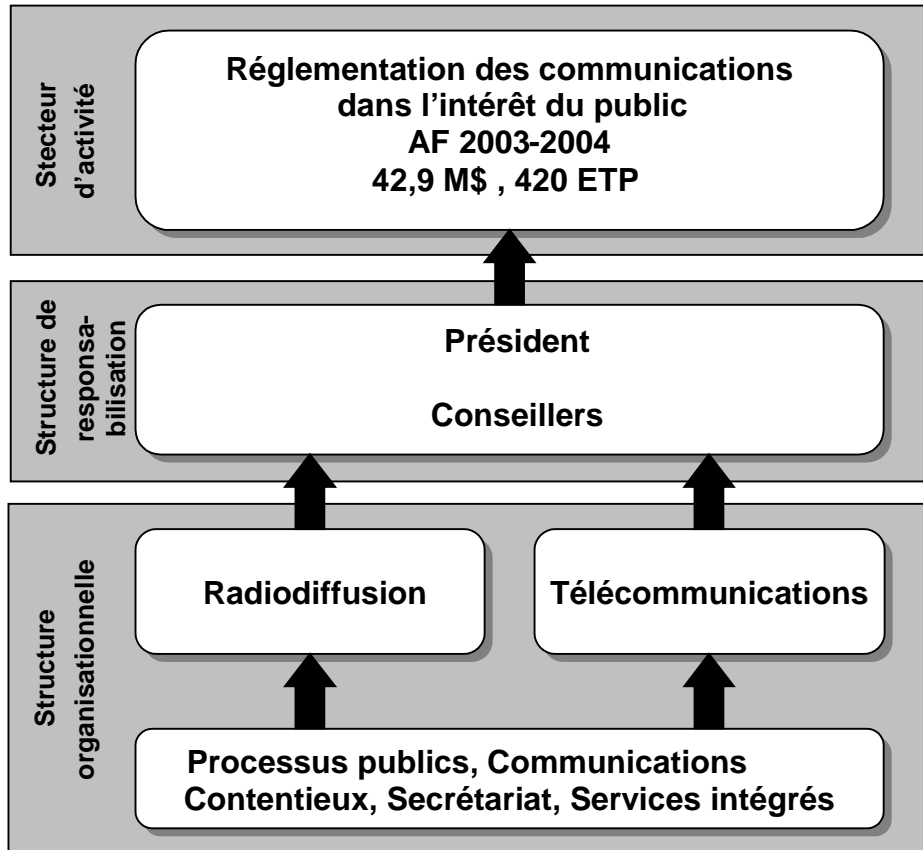 Stecteur
d'activité
Réglementation des communications
dans l'intérêt du public
AF 2003-2004
42,9 M$ , 420 ETP
Structure de
responsa-
bilisation
Président
Conseillers
Structure
organisationnelle
Radiodiffusion
Télécommunications
Processus publics, Communications
Contentieux, Secrétariat, Services intégrés